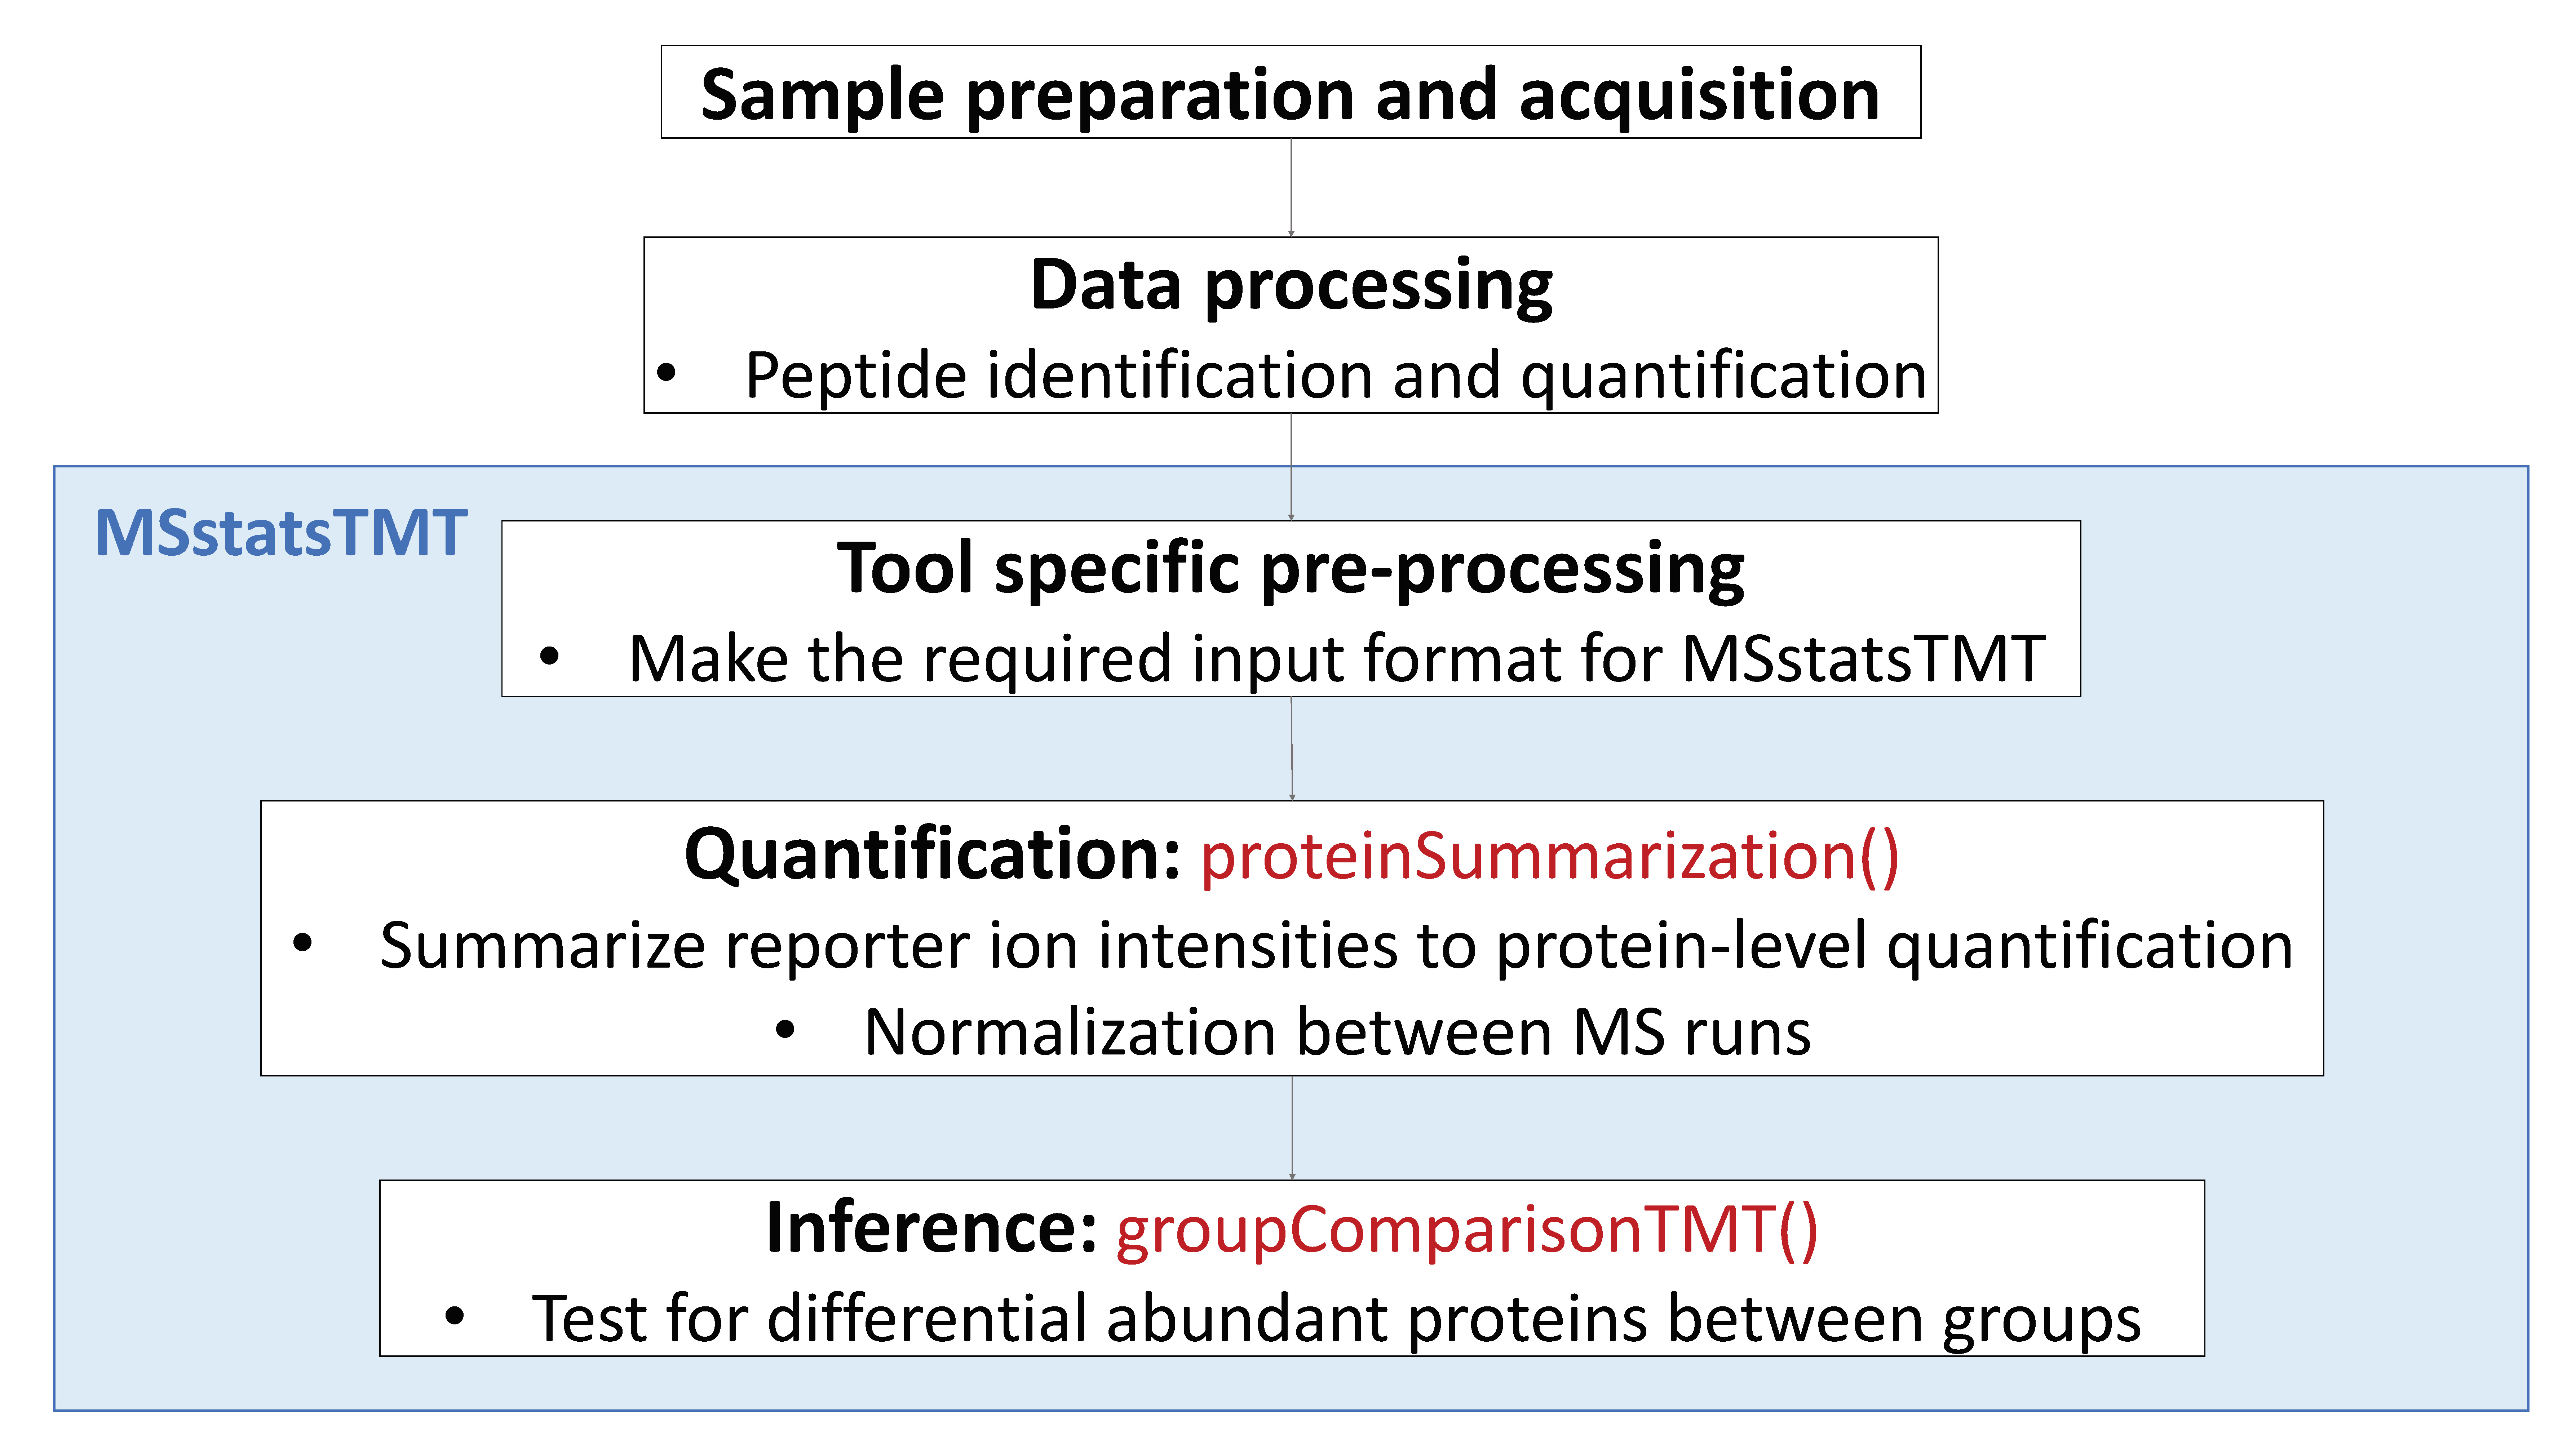 Sample preparation and acquisition
Data processing
• Peptide identification and quantification
MSstatsTMT
Tool specific pre-processing
• Make the required input format for MSstatsTMT
Quantification: proteinSummarization()
• Summarize reporter ion intensities to protein-level quantification
• Normalization between MS runs
Inference: groupComparisonTMT()
• Test for differential abundant proteins between groups